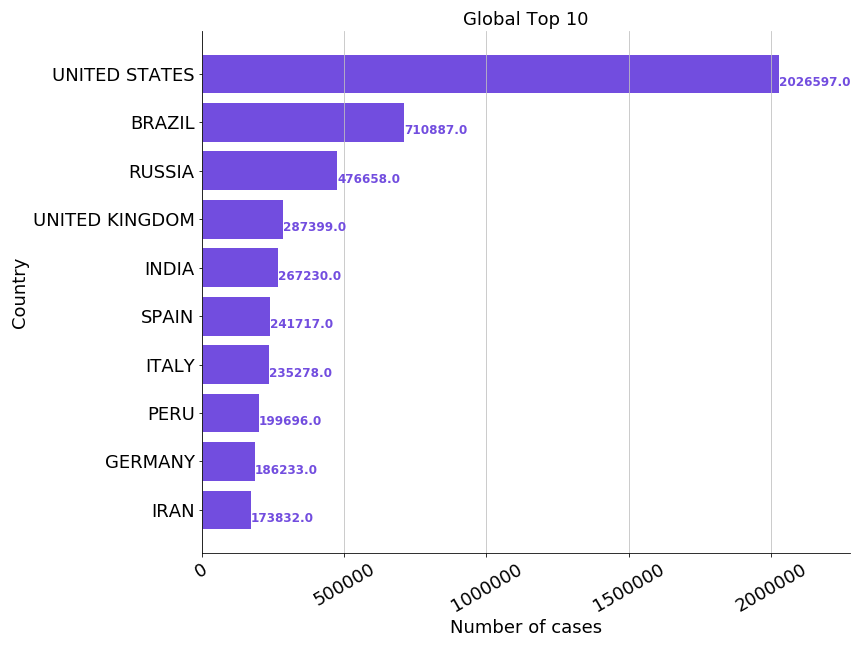 Global Top 10
UNITED STATES
2026597.0
BRAZIL
710887.0
RUSSIA
476658.0
UNITED KINGDOM
287399.0
INDIA
267230.0
SPAIN
241717.0
ITALY
235278.0
PERU
199696.0
GERMANY
186233.0
IRAN
173832.0
Country
0
500000
1000000
1500000
2000000
Number of cases